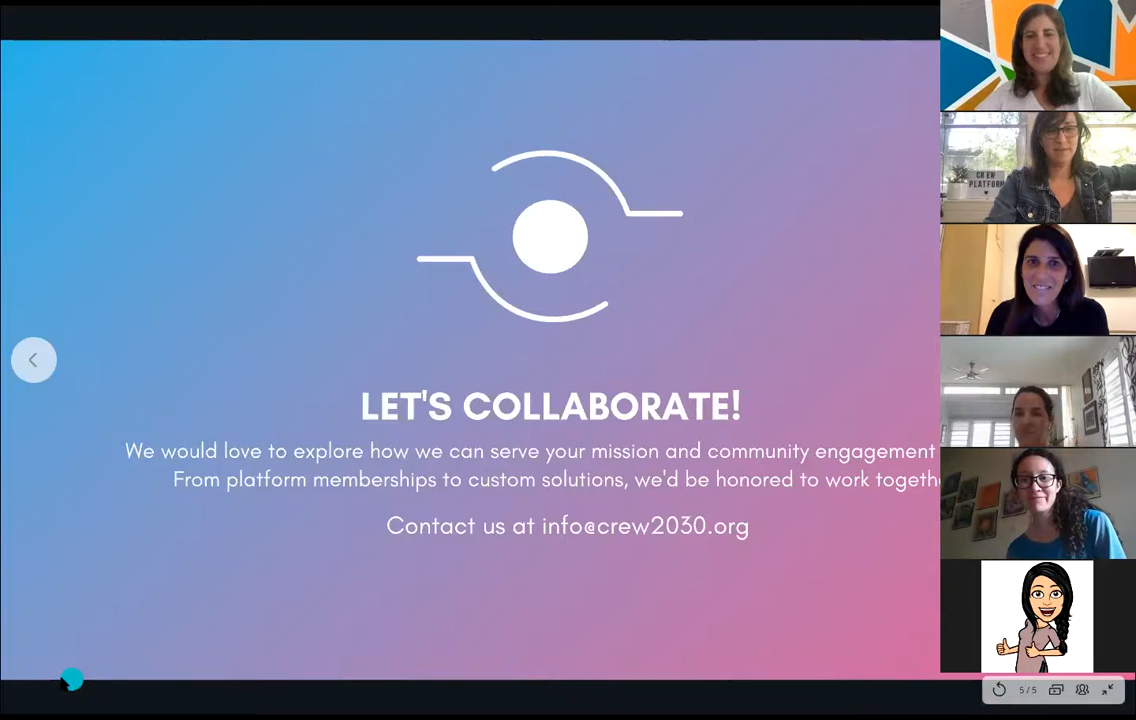 LET'S COLLABORATE!
We would love to explore how we can serve your mission and community engagement
From platform memberships to custom solutions, we'd be honored to work togeth
Contact us at info@crew2030.org
CREW
PLATFORM
5/5